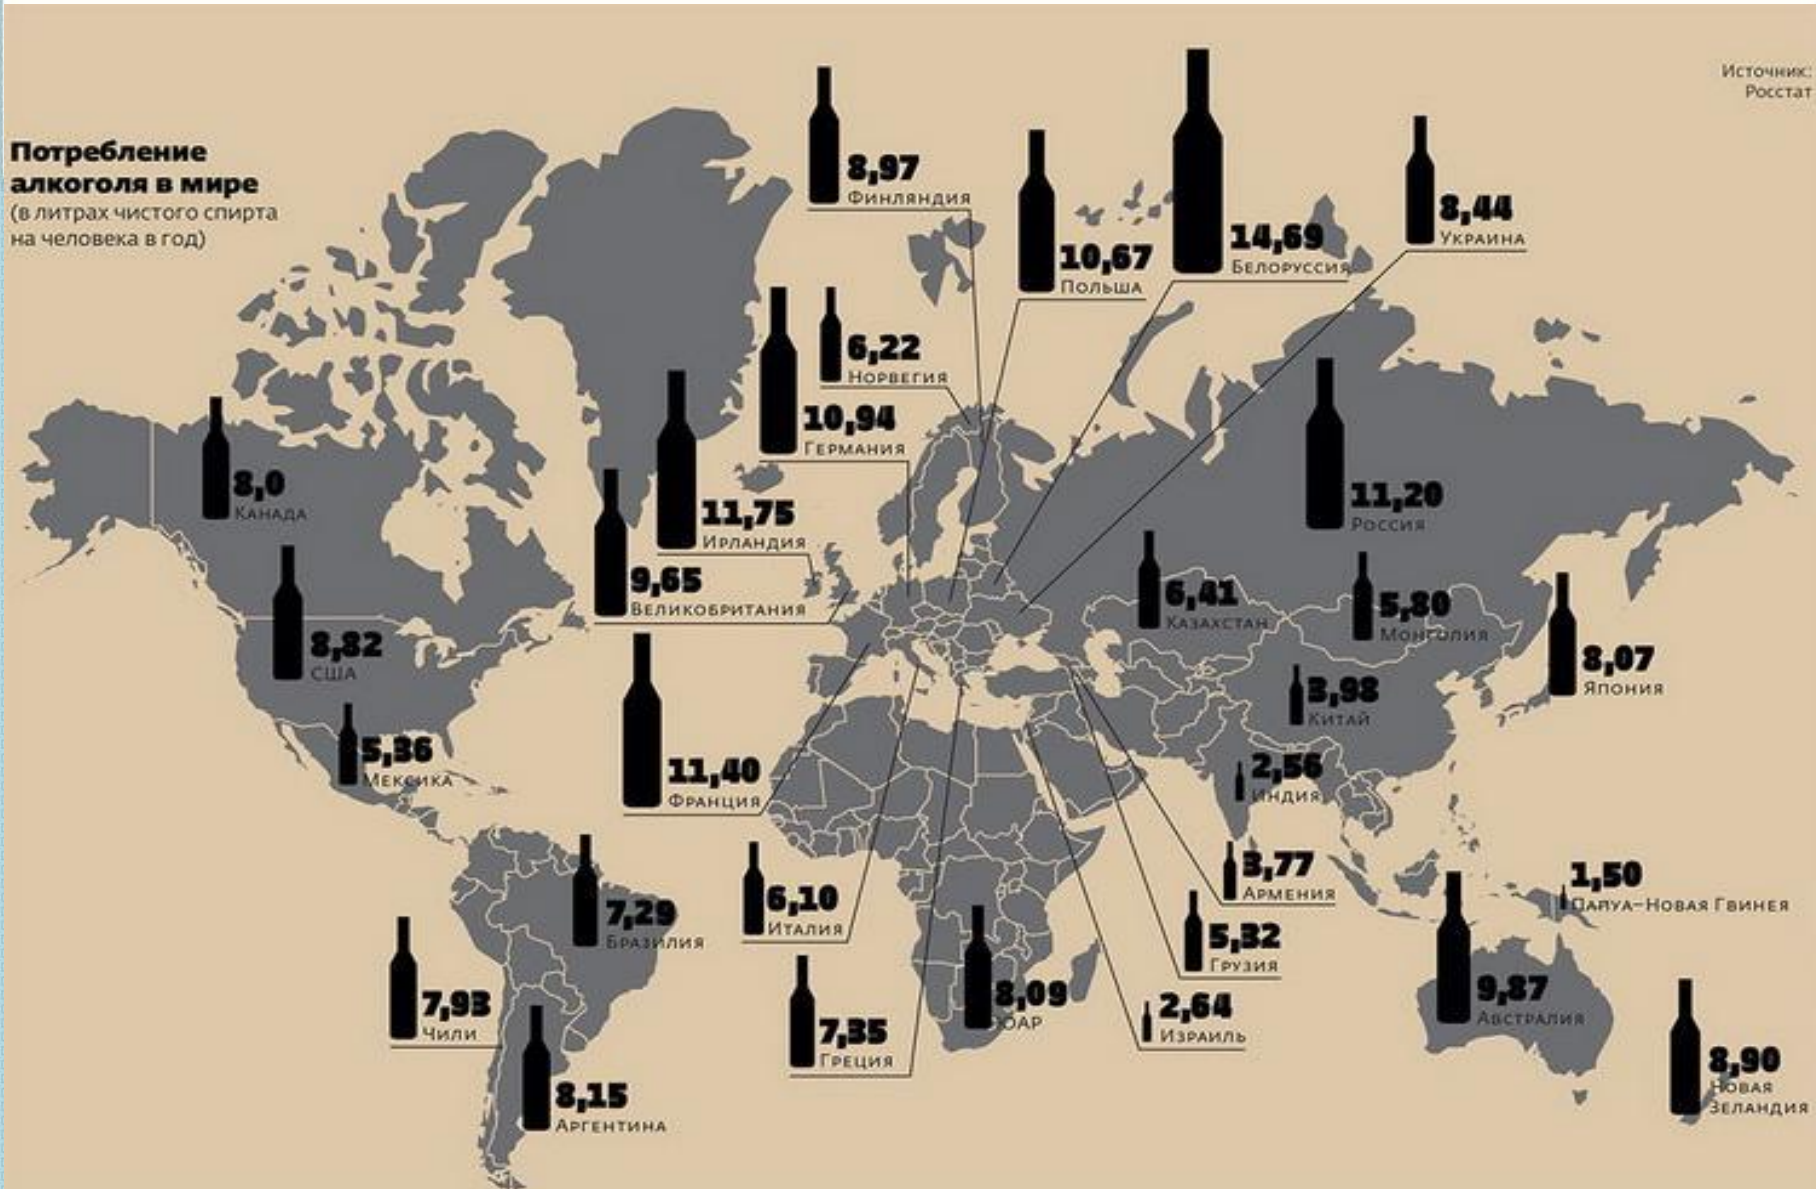 Источник:
Росстат
Потребление
алкоголя в мире
(в литрах чистого спирта
на человека в год)
8,97
Финляндия
10,67
Польша
14,69
Белоруссия
8,44
Украина
6,22
Норвегия
10,94
Германия
8,0
Канада
11,75
Ирландия
11,20
Россия
9,65
Великобритания
6,41
Казахстан
5,80
Монголия
8,82
США
8,07
Япония
3,98
Китай
5,36
Мексика
11,40
Франция
2,56
Индия
3,77
Армения
1,50
Папуа-Новая Гвинея
7,29
Бразилия
6,10
Италия
5,32
Грузия
7,93
Чили
8,09
ЮАР
2,64
Израиль
9,87
Австралия
7,35
Греция
8,90
Новая
Зеландия
8,15
Аргентина